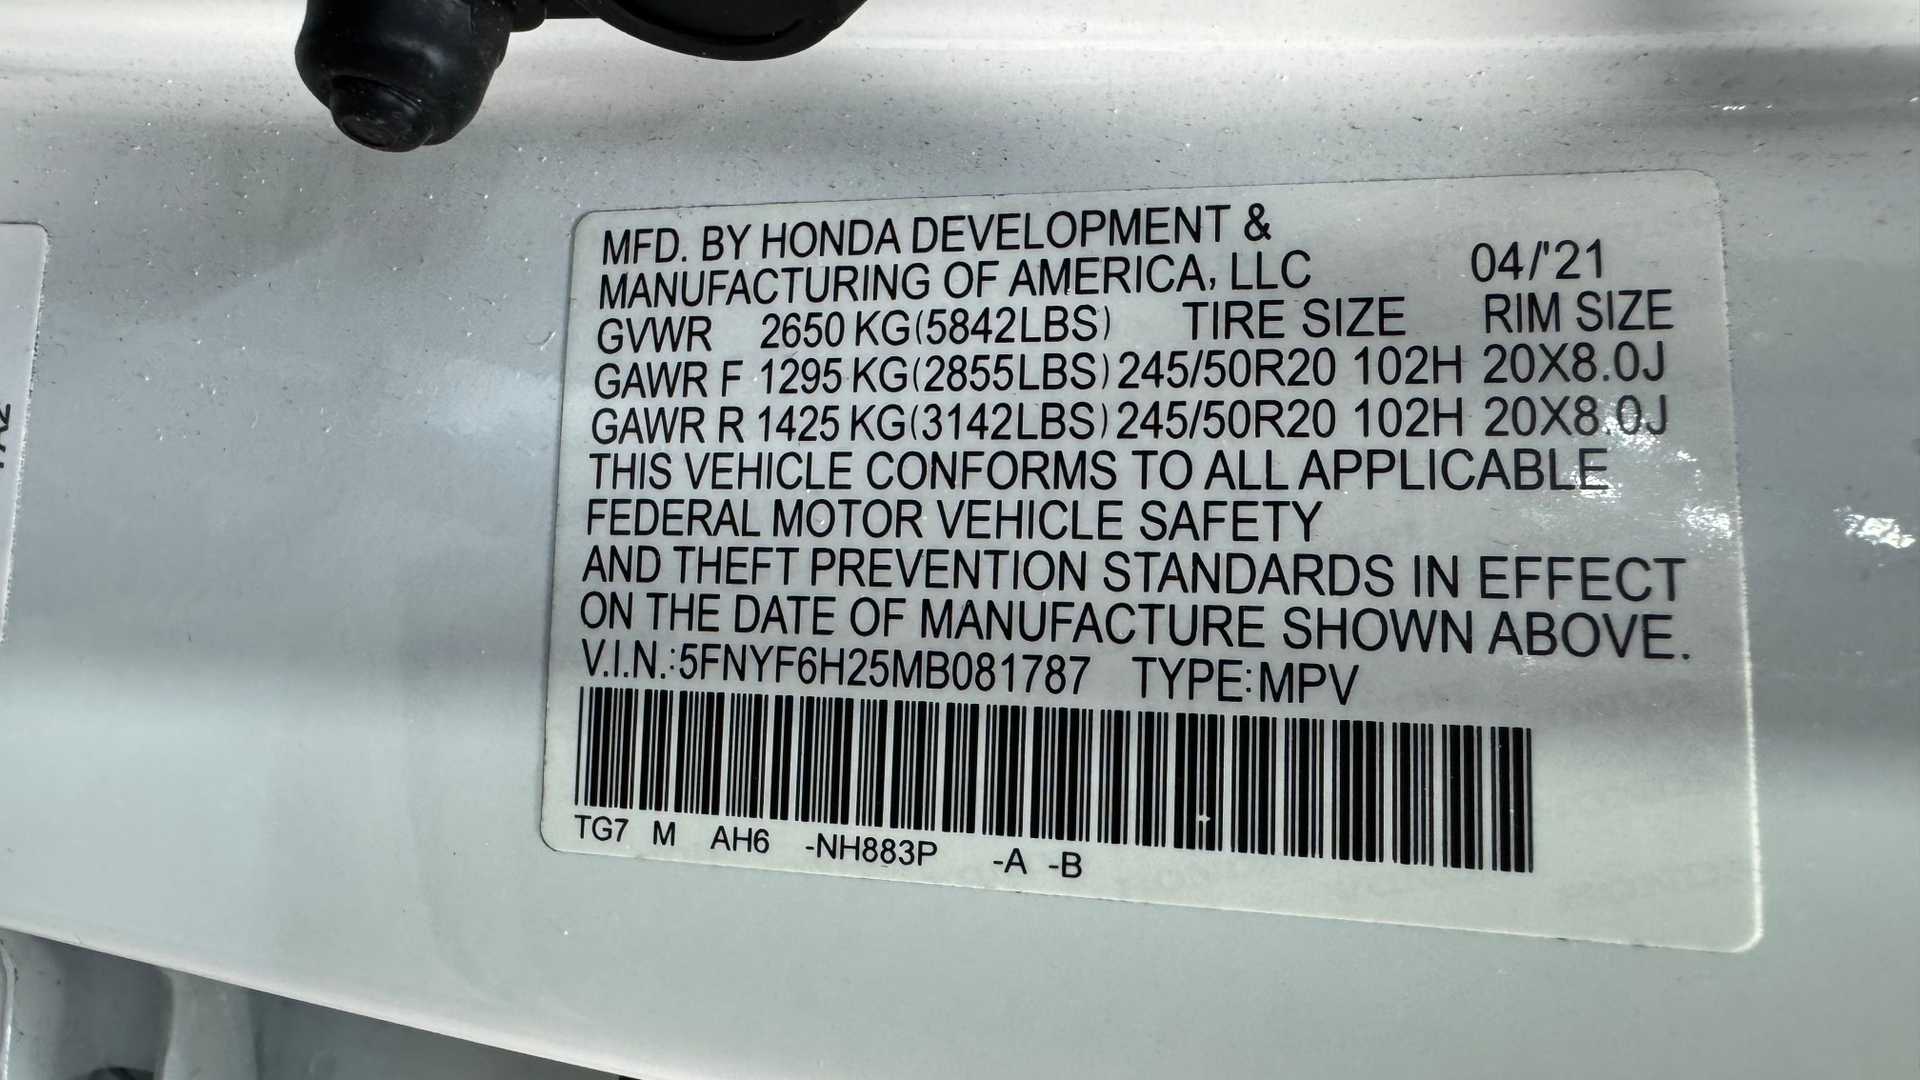 MFD. BY HONDA DEVELOPMENT &
MANUFACTURING OF AMERICA, LLC 04/'21
GVWR 2650 KG(5842LBS) TIRE SIZE RIM SIZE
GAWR F 1295 KG(2855LBS) 245/50R20 102H 20X8.0J
GAWR R 1425 KG(3142LBS) 245/50R20 102H 20X8.0J
THIS VEHICLE CONFORMS TO ALL APPLICABLE
FEDERAL MOTOR VEHICLE SAFETY
AND THEFT PREVENTION STANDARDS IN EFFECT
ON THE DATE OF MANUFACTURE SHOWN ABOVE.
V.I.N.:5FNYF6H25MB081787 TYPE:MPV
TG7 M AH6 -NH883P -A -B